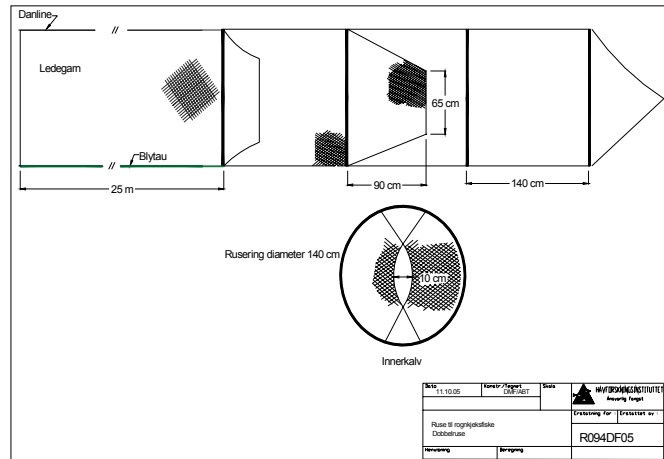 Danline
//
Ledegarn
65 cm
Blytau
//
25 m
90 cm
140 cm
Rusering diameter 140 cm
10 cm
Innerkalv
Dato
11.10.05
Konstr./Tegnet
DMF/ABT
Skala
HAVFORSKNINGSINSTITUTTET
Ansvarlig fangst
Erstatning for :
Erstattet av :
Ruse til rognkjeksfiske
Dobbelruse
R094DF05
Henvisning
Beregning